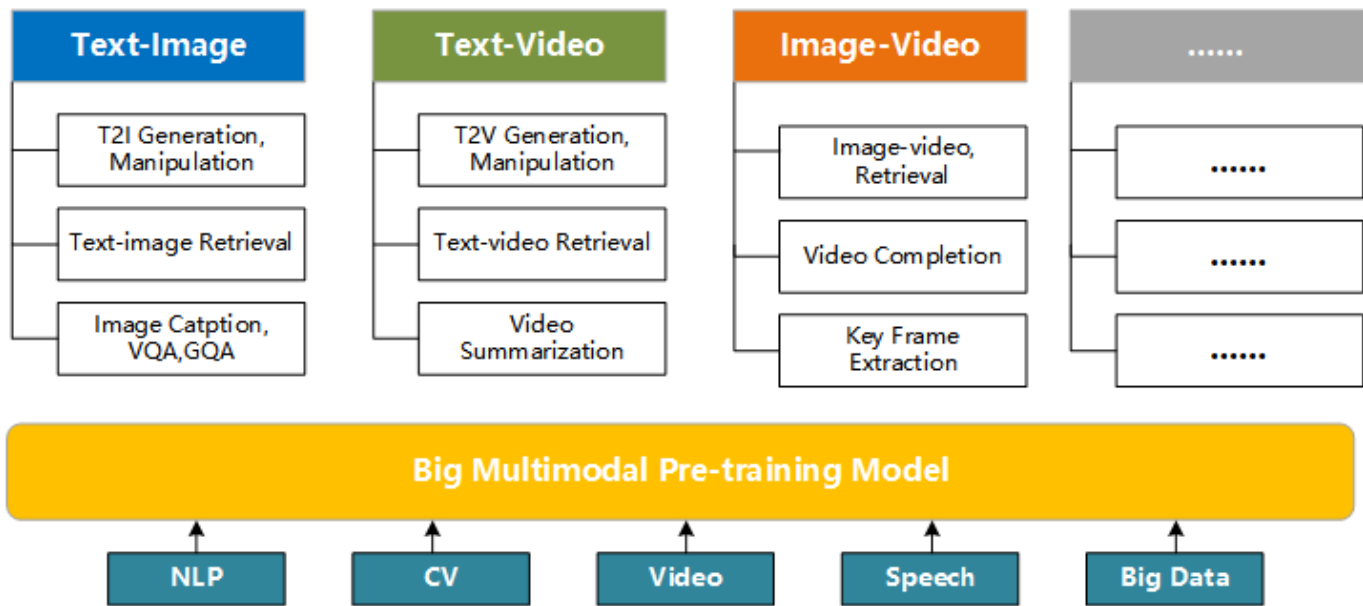 Text-Image
T2I Generation,
Manipulation
Text-image Retrieval
Image Catption,
VQA,GQA
Text-Video
T2V Generation,
Manipulation
Text-video Retrieval
Video
Summarization
Image-Video
Image-video,
Retrieval
Video Completion
Key Frame
Extraction
......
......
......
......
Big Multimodal Pre-training Model
NLP
CV
Video
Speech
Big Data